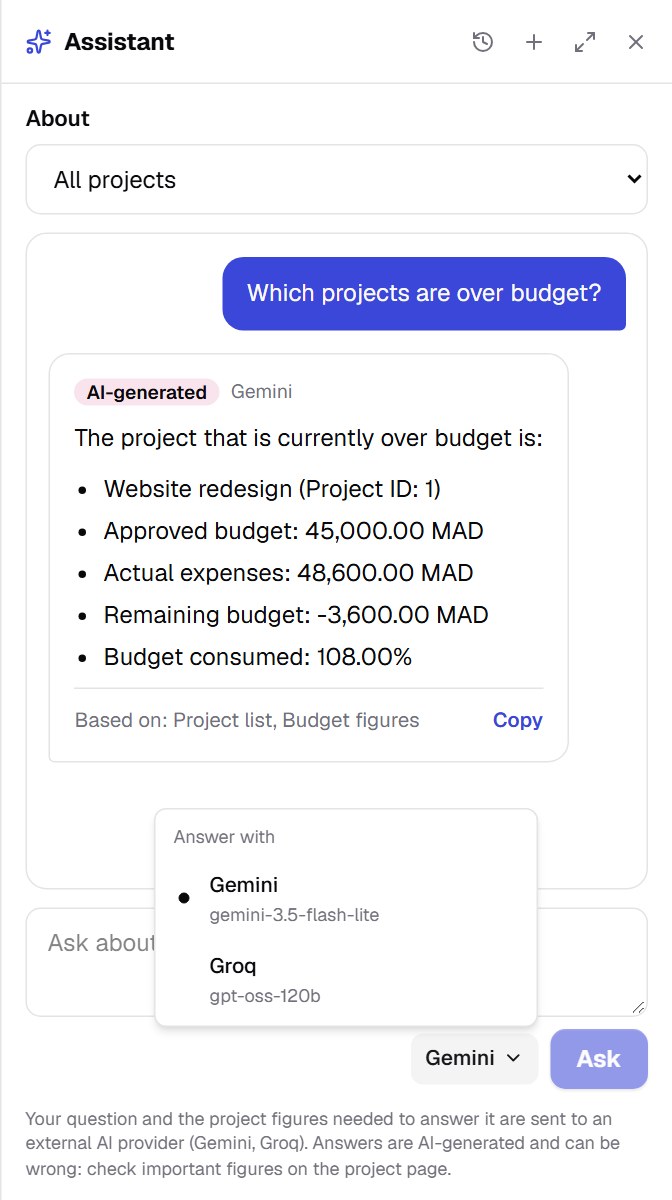 Assistant
About
All projects
Which projects are over budget?
AI-generated Gemini
The project that is currently over budget is:
• Website redesign (Project ID: 1)
• Approved budget: 45,000.00 MAD
• Actual expenses: 48,600.00 MAD
• Remaining budget: -3,600.00 MAD
• Budget consumed: 108.00%
Based on: Project list, Budget figures Copy
Answer with
Gemini
gemini-3.5-flash-lite
Groq
gpt-oss-120b
Ask about
Gemini
Ask
Your question and the project figures needed to answer it are sent to an
external AI provider (Gemini, Groq). Answers are AI-generated and can be
wrong: check important figures on the project page.